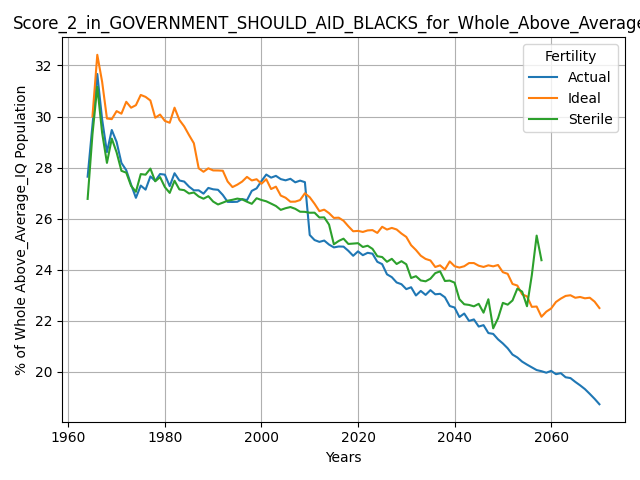 Score_2_in_GOVERNMENT_SHOULD_AID_BLACKS_for_Whole_Above_Average
% of Whole Above_Average_IQ Population
32
30
28
26
24
22
20
1960 1980 2000 2020 2040 2060
Years
Fertility
Actual
Ideal
Sterile